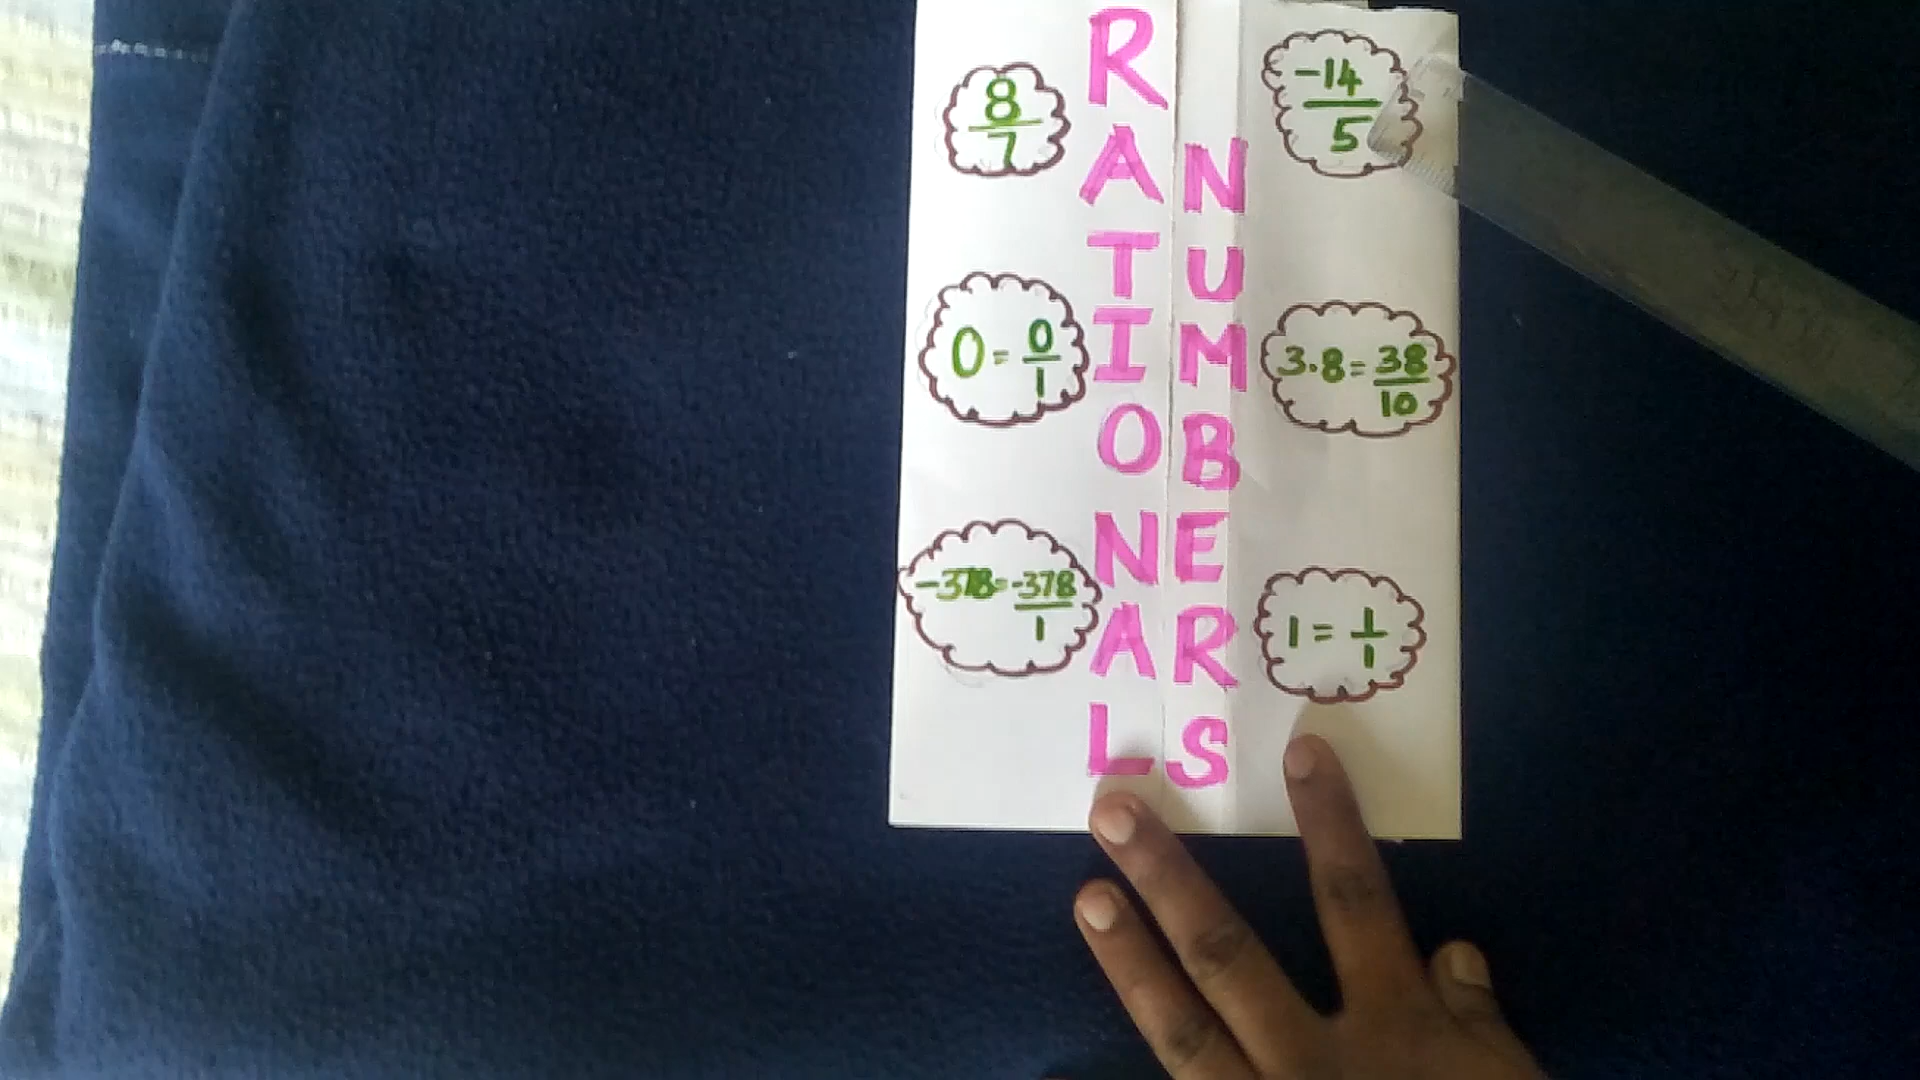 RATIONAL
NUMBERS
8/7
-14/5
0 = 0/1
3.8 = 38/10
-378 = -378/1
1 = 1/1